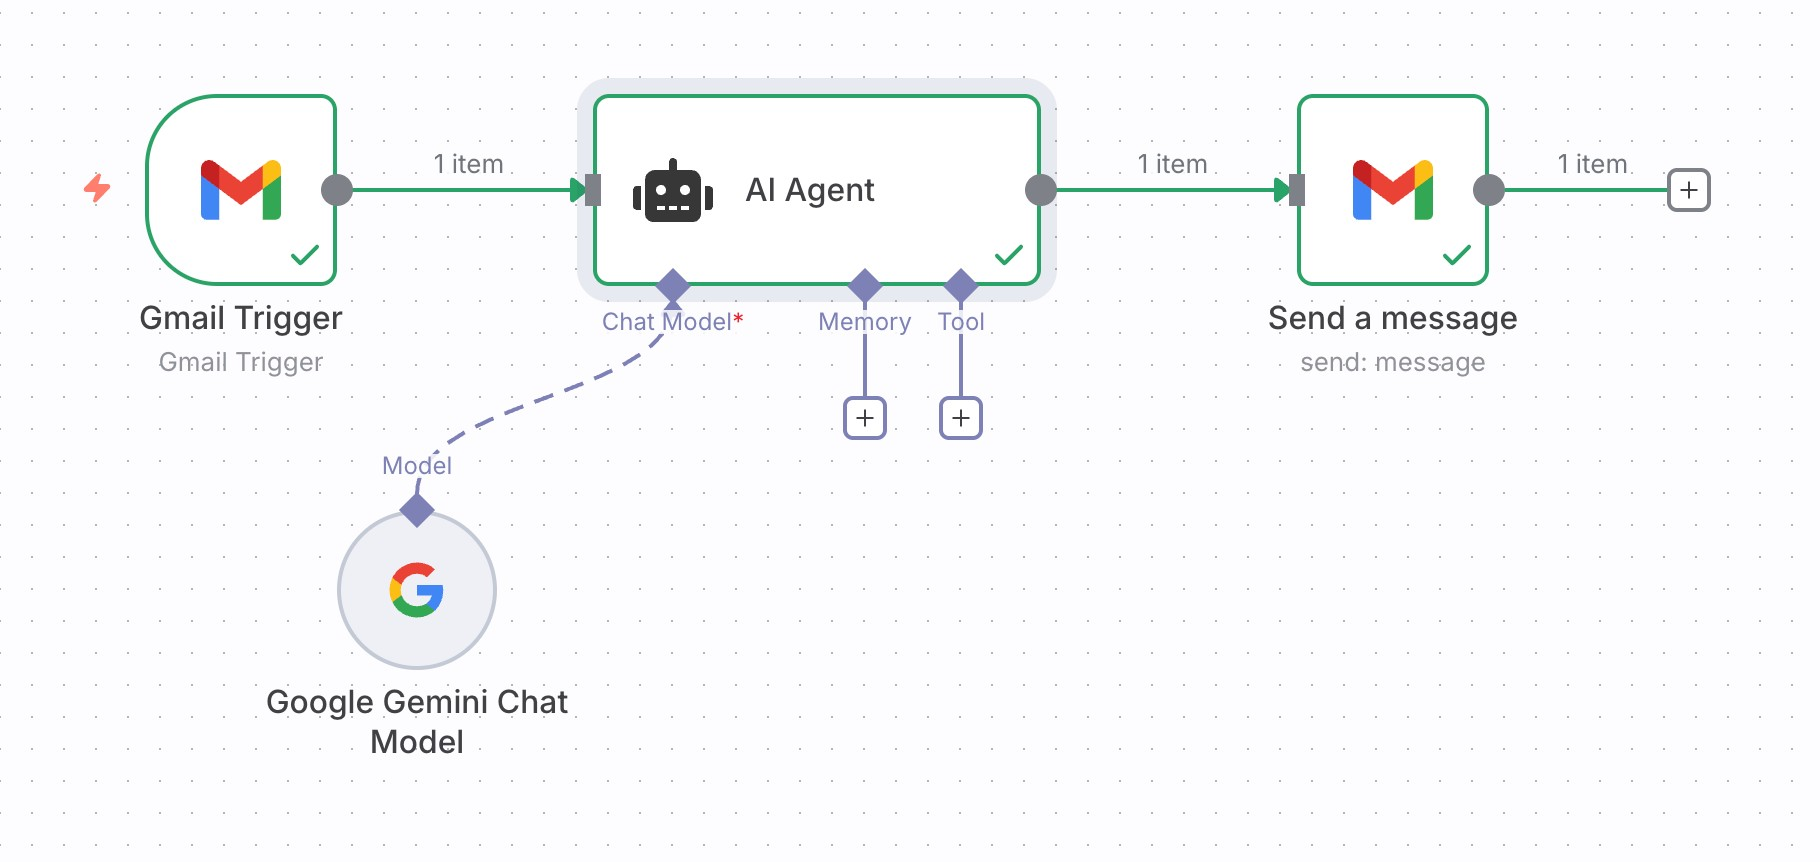 1 item
1 item
1 item
AI Agent
Chat Model*
Memory
Tool
Gmail Trigger
Gmail Trigger
Send a message
send: message
Model
Google Gemini Chat
Model